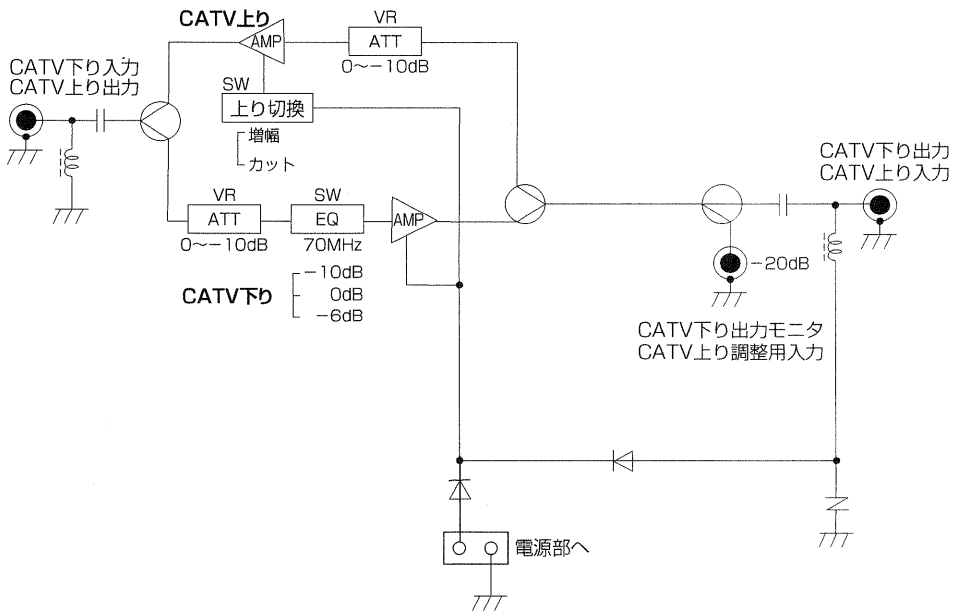 CATV上り
VR
AMP
ATT
0〜−10dB
CATV下り入力
CATV上り出力
SW
上り切換
増幅
カット
VR
ATT
0〜−10dB
SW
EQ
70MHz
AMP
CATV下り
−10dB
0dB
−6dB
CATV下り出力
CATV上り入力
−20dB
CATV下り出力モニタ
CATV上り調整用入力
電源部へ